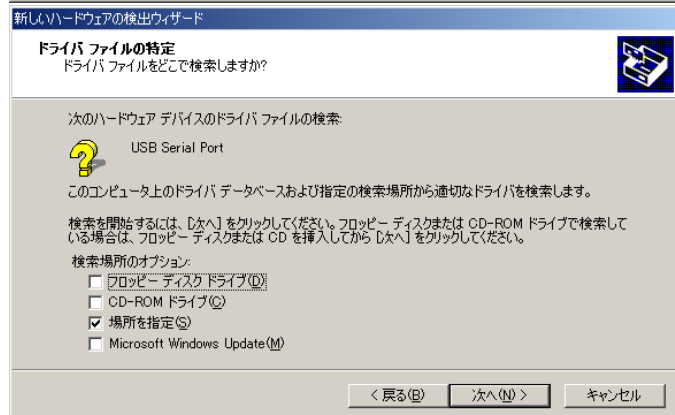 新しいハードウェアの検出ウィザード
ドライバ ファイルの特定
ドライバ ファイルをどこで検索しますか?
次のハードウェア デバイスのドライバ ファイルの検索:
USB Serial Port
このコンピュータ上のドライバ データベースおよび指定の検索場所から適切なドライバを検索します。
検索を開始するには、[次へ] をクリックしてください。フロッピー ディスクまたは CD-ROM ドライブで検索して
いる場合は、フロッピー ディスクまたは CD を挿入してから [次へ] をクリックしてください。
検索場所のオプション:
フロッピー ディスク ドライブ(D)
CD-ROM ドライブ(C)
場所を指定(S)
Microsoft Windows Update(M)
< 戻る(B) 次へ(N) > キャンセル